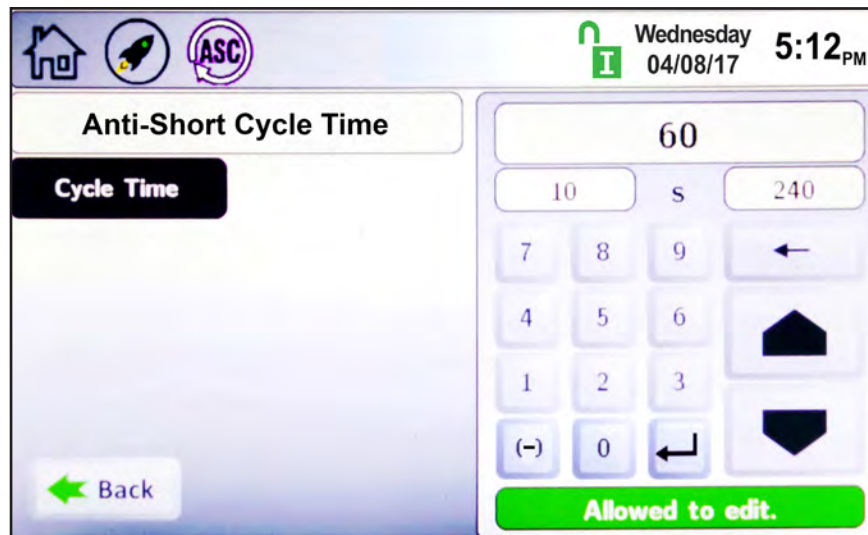 ASC
I
Wednesday
04/08/17
5:12PM
Anti-Short Cycle Time
Cycle Time
60
10 s 240
7 8 9
4 5 6
1 2 3
(-) 0
Back
Allowed to edit.